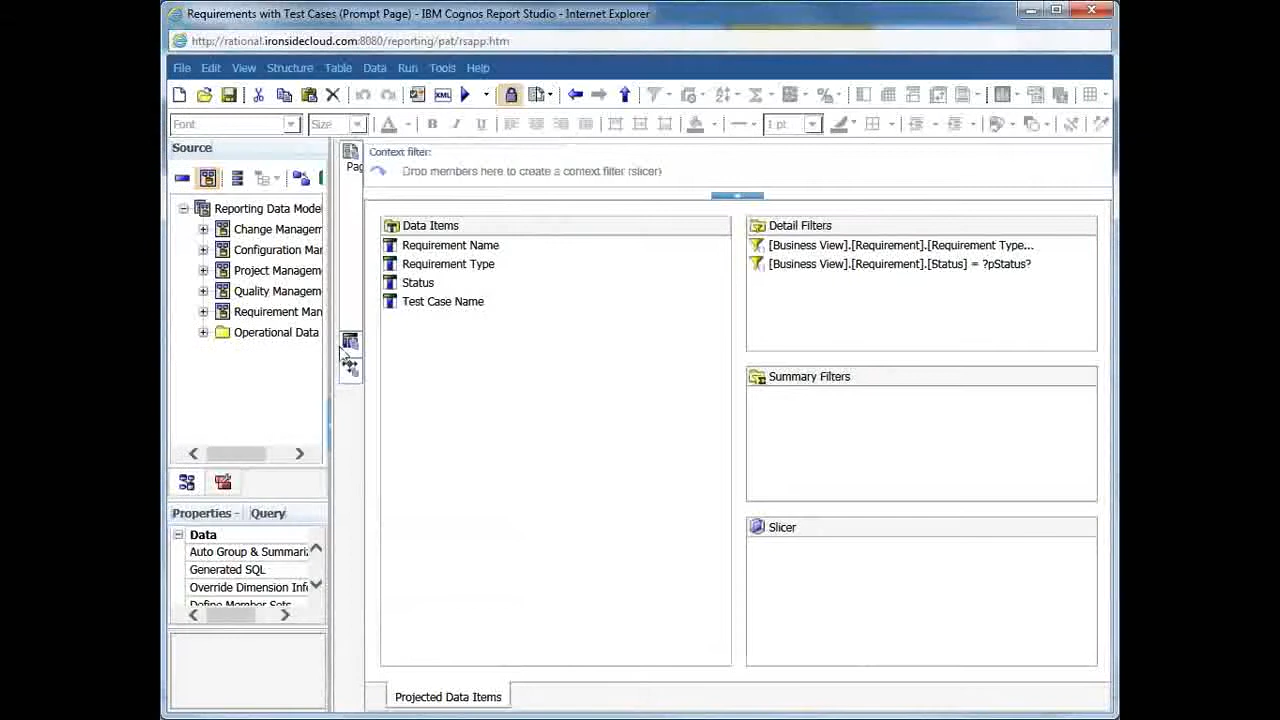 Requirements with Test Cases (Prompt Page) - IBM Cognos Report Studio - Internet Explorer
http://rational.ironsidecloud.com:8080/reporting/pat/rsapp.htm
File Edit View Structure Table Data Run Tools Help
Font Size B I U 1 pt
Source
Context filter:
Pag
Drop members here to create a context filter (slicer)
Reporting Data Model
Change Managem
Configuration Mar
Project Managem
Quality Managem
Requirement Man
Operational Data
Data Items
Requirement Name
Requirement Type
Status
Test Case Name
Detail Filters
[Business View].[Requirement].[Requirement Type...
[Business View].[Requirement].[Status] = ?pStatus?
Summary Filters
Slicer
Properties - Query
Data
Auto Group & Summari
Generated SQL
Override Dimension Inf
Define Member Sets
Projected Data Items